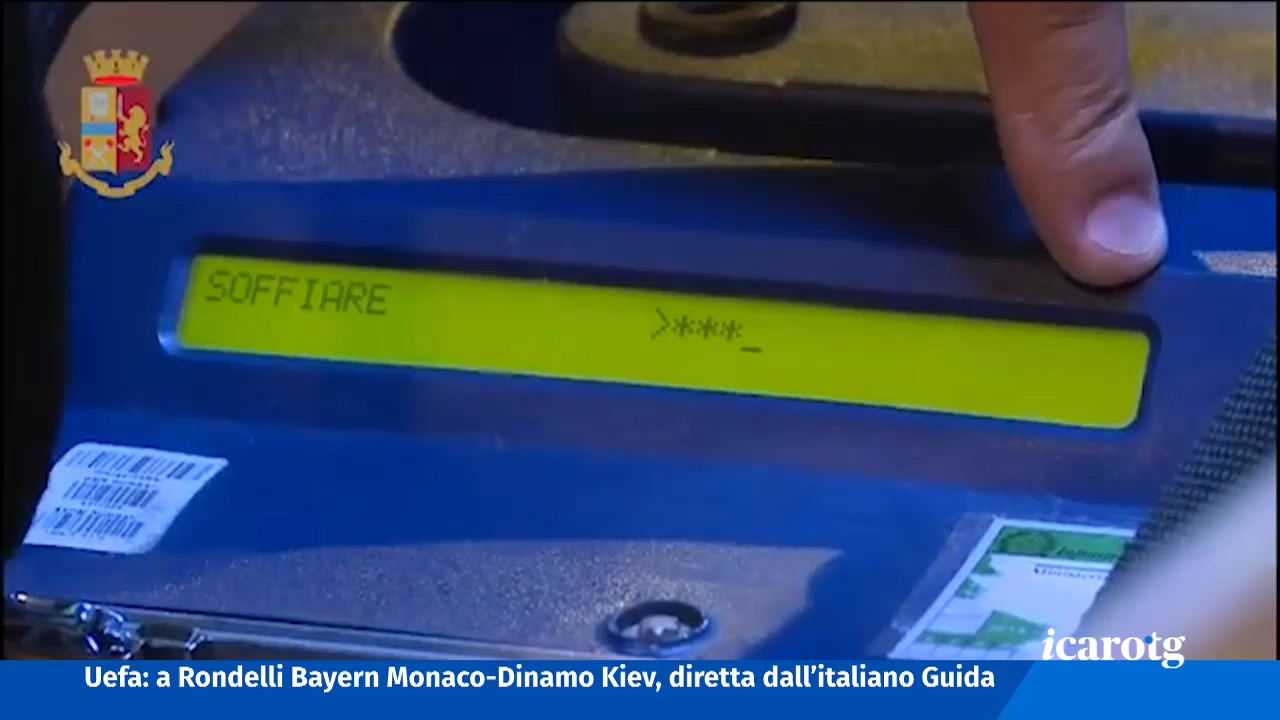 SOFFIARE
>***_
icarotg
Uefa: a Rondelli Bayern Monaco-Dinamo Kiev, diretta dall'italiano Guida